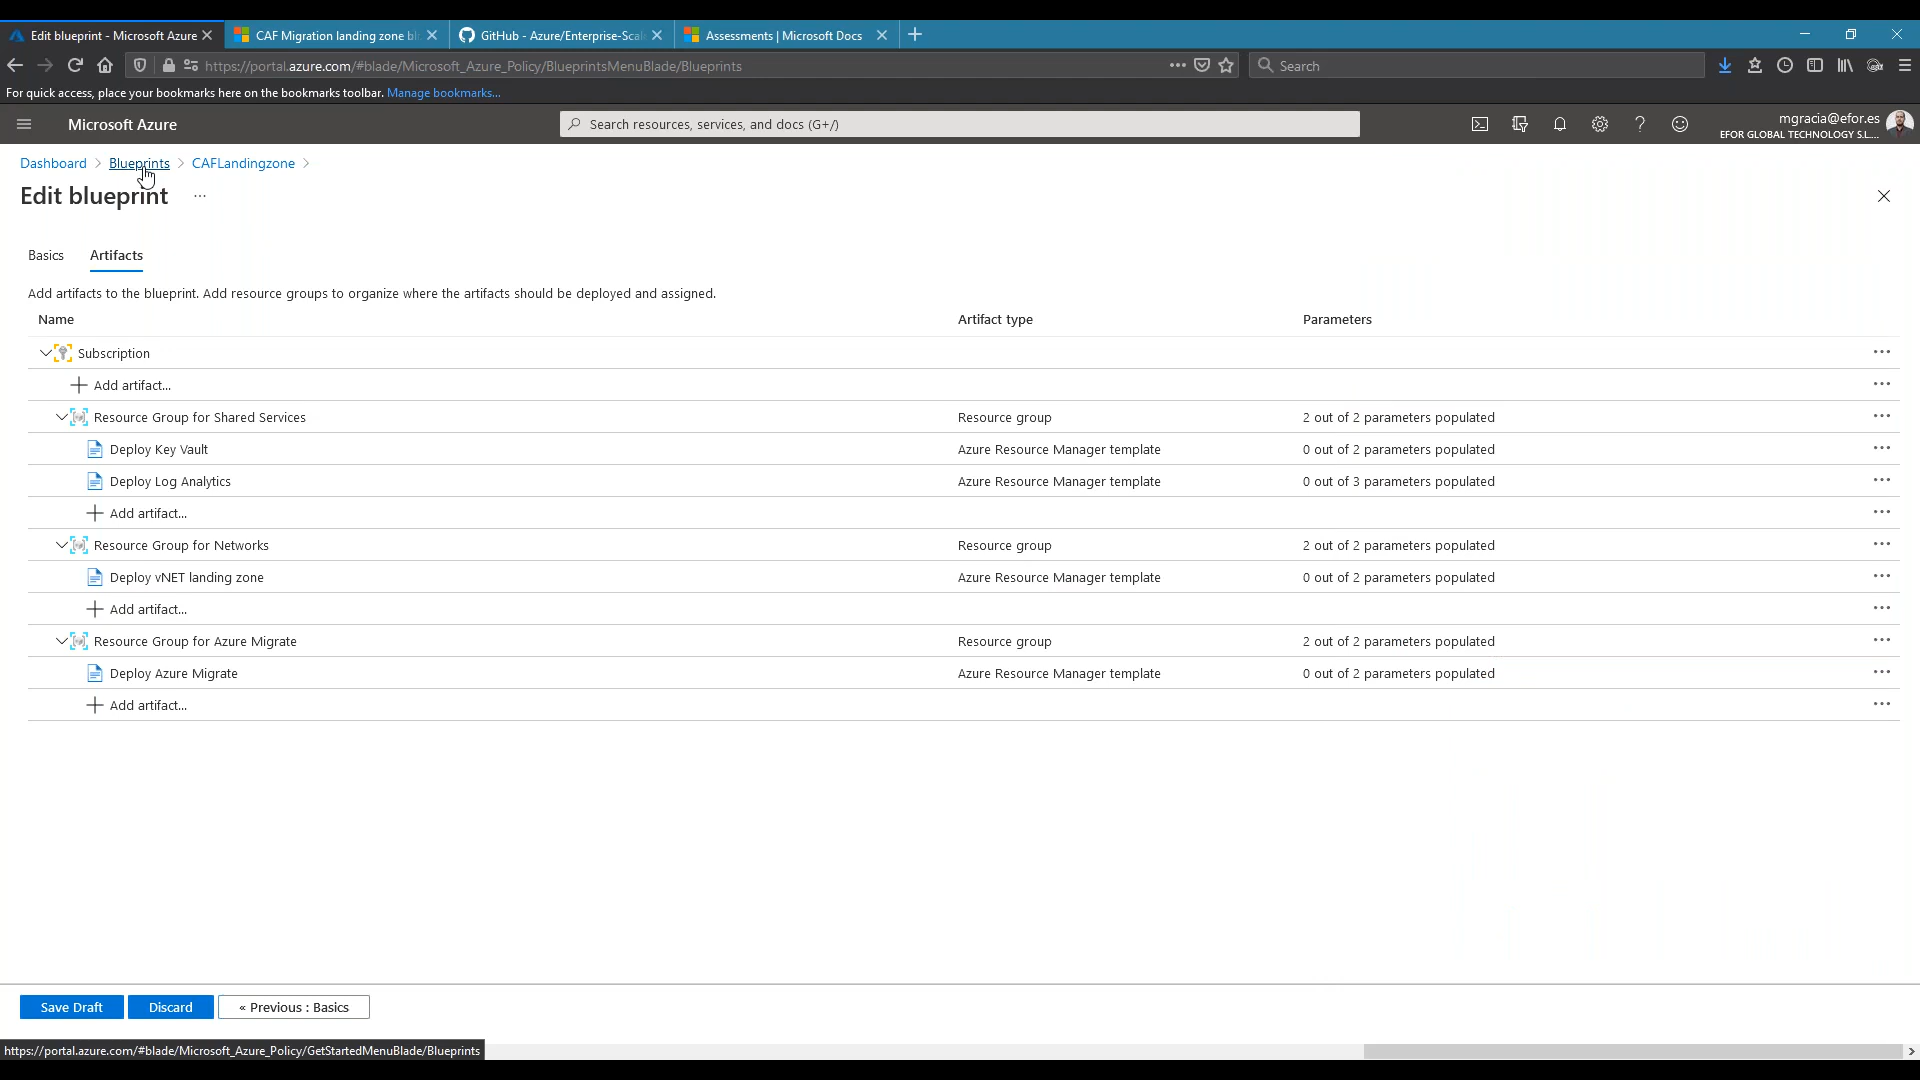 Edit blueprint - Microsoft Azure
CAF Migration landing zone bl
GitHub - Azure/Enterprise-Scal
Assessments | Microsoft Docs
https://portal.azure.com/#blade/Microsoft_Azure_Policy/BlueprintsMenuBlade/Blueprints
Search
For quick access, place your bookmarks here on the bookmarks toolbar. Manage bookmarks...
Microsoft Azure
Search resources, services, and docs (G+/)
mgracia@efor.es
EFOR GLOBAL TECHNOLOGY S.L....
Dashboard > Blueprints > CAFLandingzone >
Edit blueprint ...
Basics Artifacts
Add artifacts to the blueprint. Add resource groups to organize where the artifacts should be deployed and assigned.
Name Artifact type Parameters
Subscription
Add artifact...
Resource Group for Shared Services Resource group 2 out of 2 parameters populated
Deploy Key Vault Azure Resource Manager template 0 out of 2 parameters populated
Deploy Log Analytics Azure Resource Manager template 0 out of 3 parameters populated
Add artifact...
Resource Group for Networks Resource group 2 out of 2 parameters populated
Deploy vNET landing zone Azure Resource Manager template 0 out of 2 parameters populated
Add artifact...
Resource Group for Azure Migrate Resource group 2 out of 2 parameters populated
Deploy Azure Migrate Azure Resource Manager template 0 out of 2 parameters populated
Add artifact...
Save Draft Discard « Previous : Basics
https://portal.azure.com/#blade/Microsoft_Azure_Policy/GetStartedMenuBlade/Blueprints